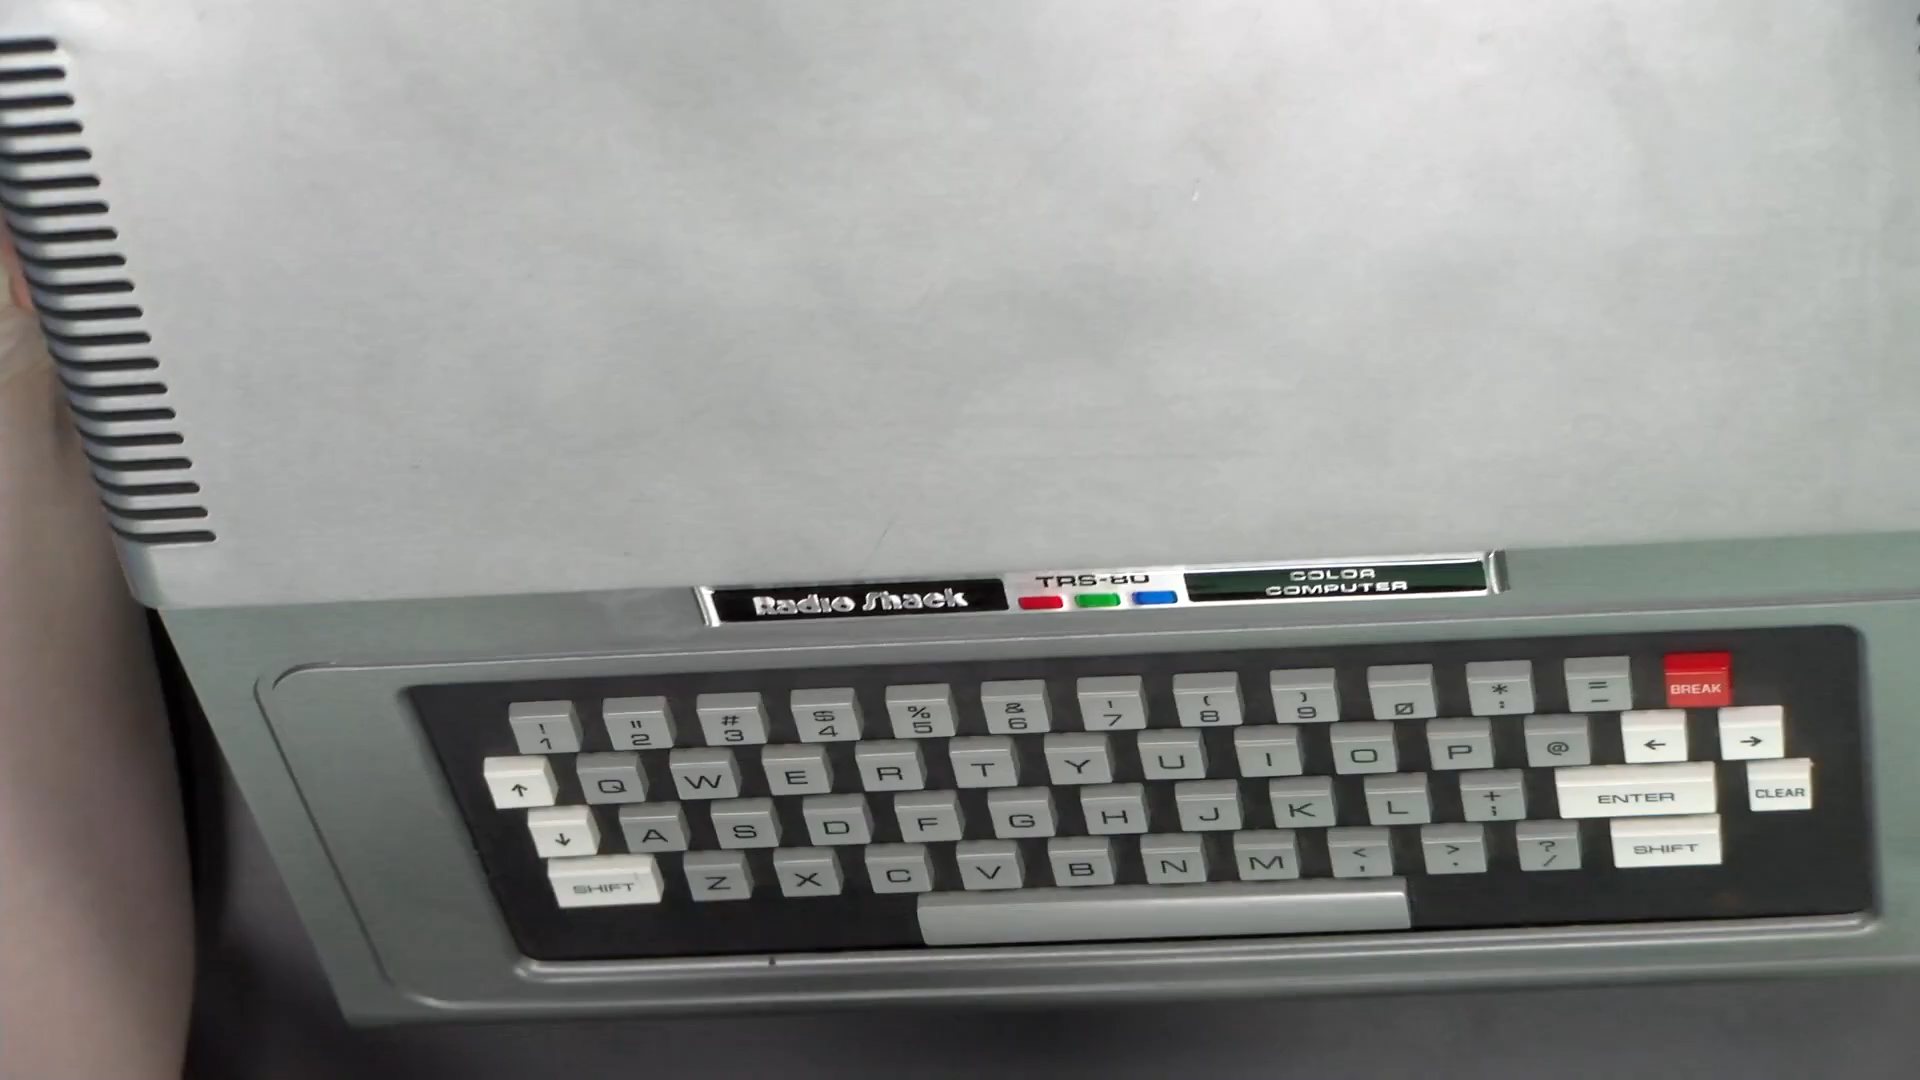 Radio Shack TRS-80 COLOR
COMPUTER
! " # $ % & ' ( ) * = BREAK
1 2 3 4 5 6 7 8 9 0 : -
↑ Q W E R T Y U I O P @ ← →
↓ A S D F G H J K L + ; ENTER CLEAR
SHIFT Z X C V B N M < , > . ? / SHIFT